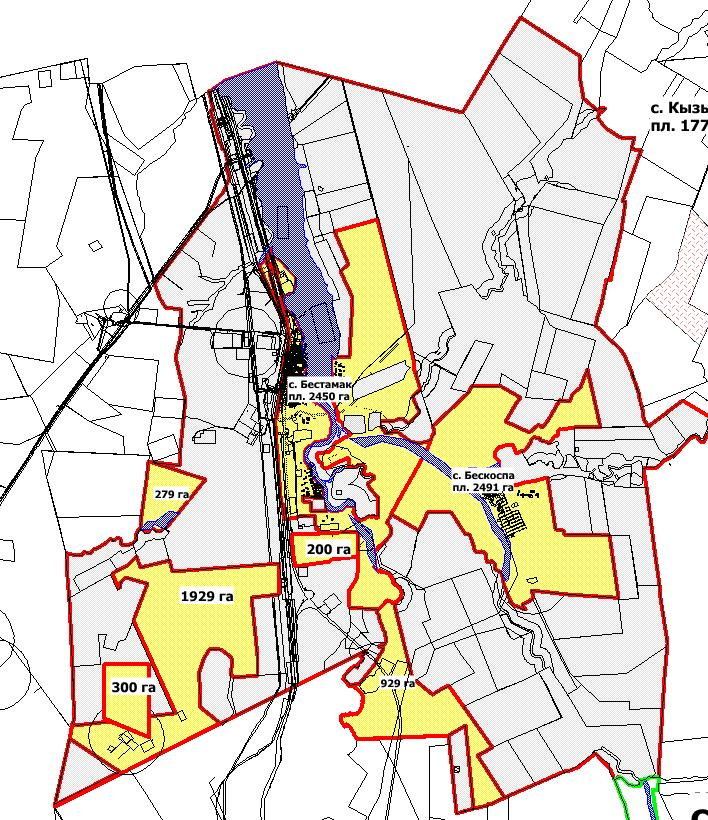 с. Кызы
пл. 177
с. Бестамак
пл. 2450 га
с. Бескоспа
пл. 2491 га
279 га
200 га
1929 га
300 га
929 га